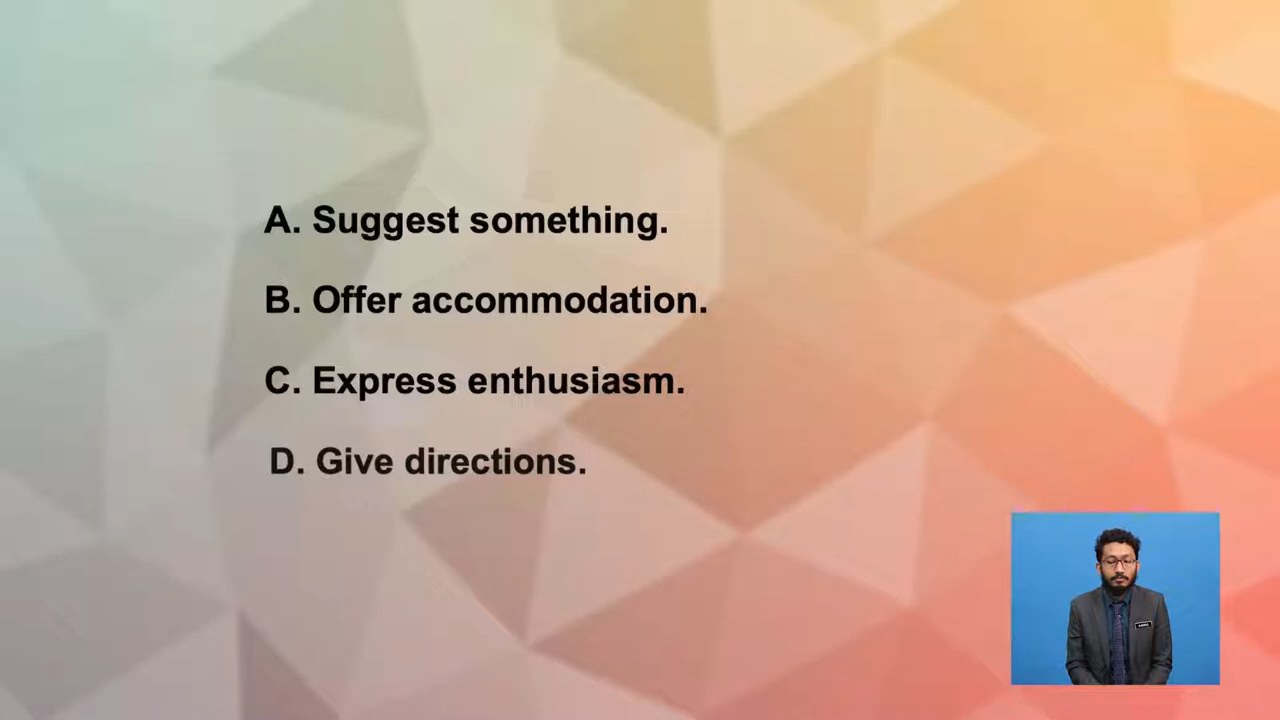 A. Suggest something.
B. Offer accommodation.
C. Express enthusiasm.
D. Give directions.